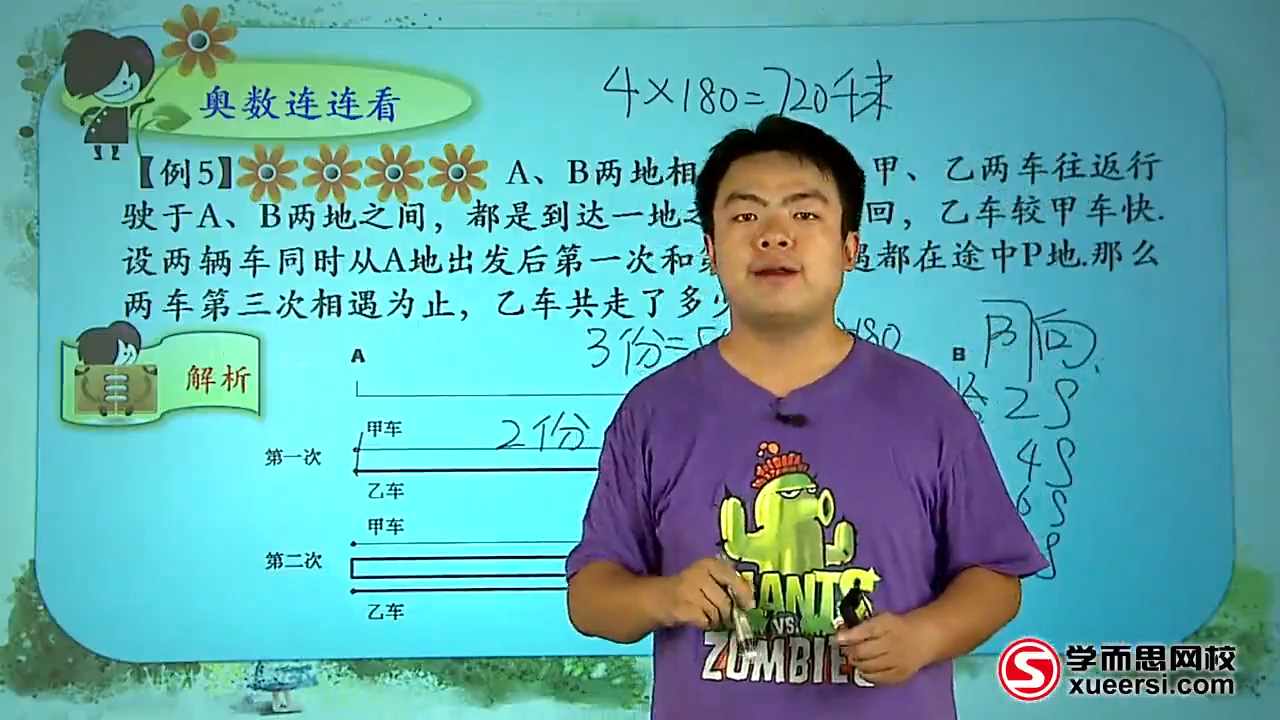 奥数连连看
4×180=720千米
【例5】 A、B两地相 甲、乙两车往返行
驶于A、B两地之间，都是到达一地之 回，乙车较甲车快.
设两辆车同时从A地出发后第一次和第 遇都在途中P地.那么
两车第三次相遇为止，乙车共走了多少
3份=5 180
同向
A
B
解析
2S
甲车
2份
4S
第一次
6S
乙车
甲车
S
第二次
乙车
PLANTS
VS.
ZOMBIES
学而思网校
xueersi.com